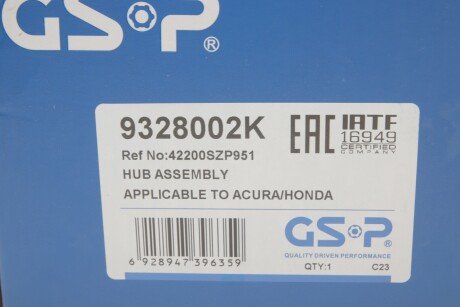 GSP®
9328002K
EAC
IATF
16949
CERTIFIED
COMPANY
Ref No:42200SZP951
HUB ASSEMBLY
APPLICABLE TO ACURA/HONDA
6 928947 396359
GSP
QUALITY DRIVEN PERFORMANCE
QTY:1 C23